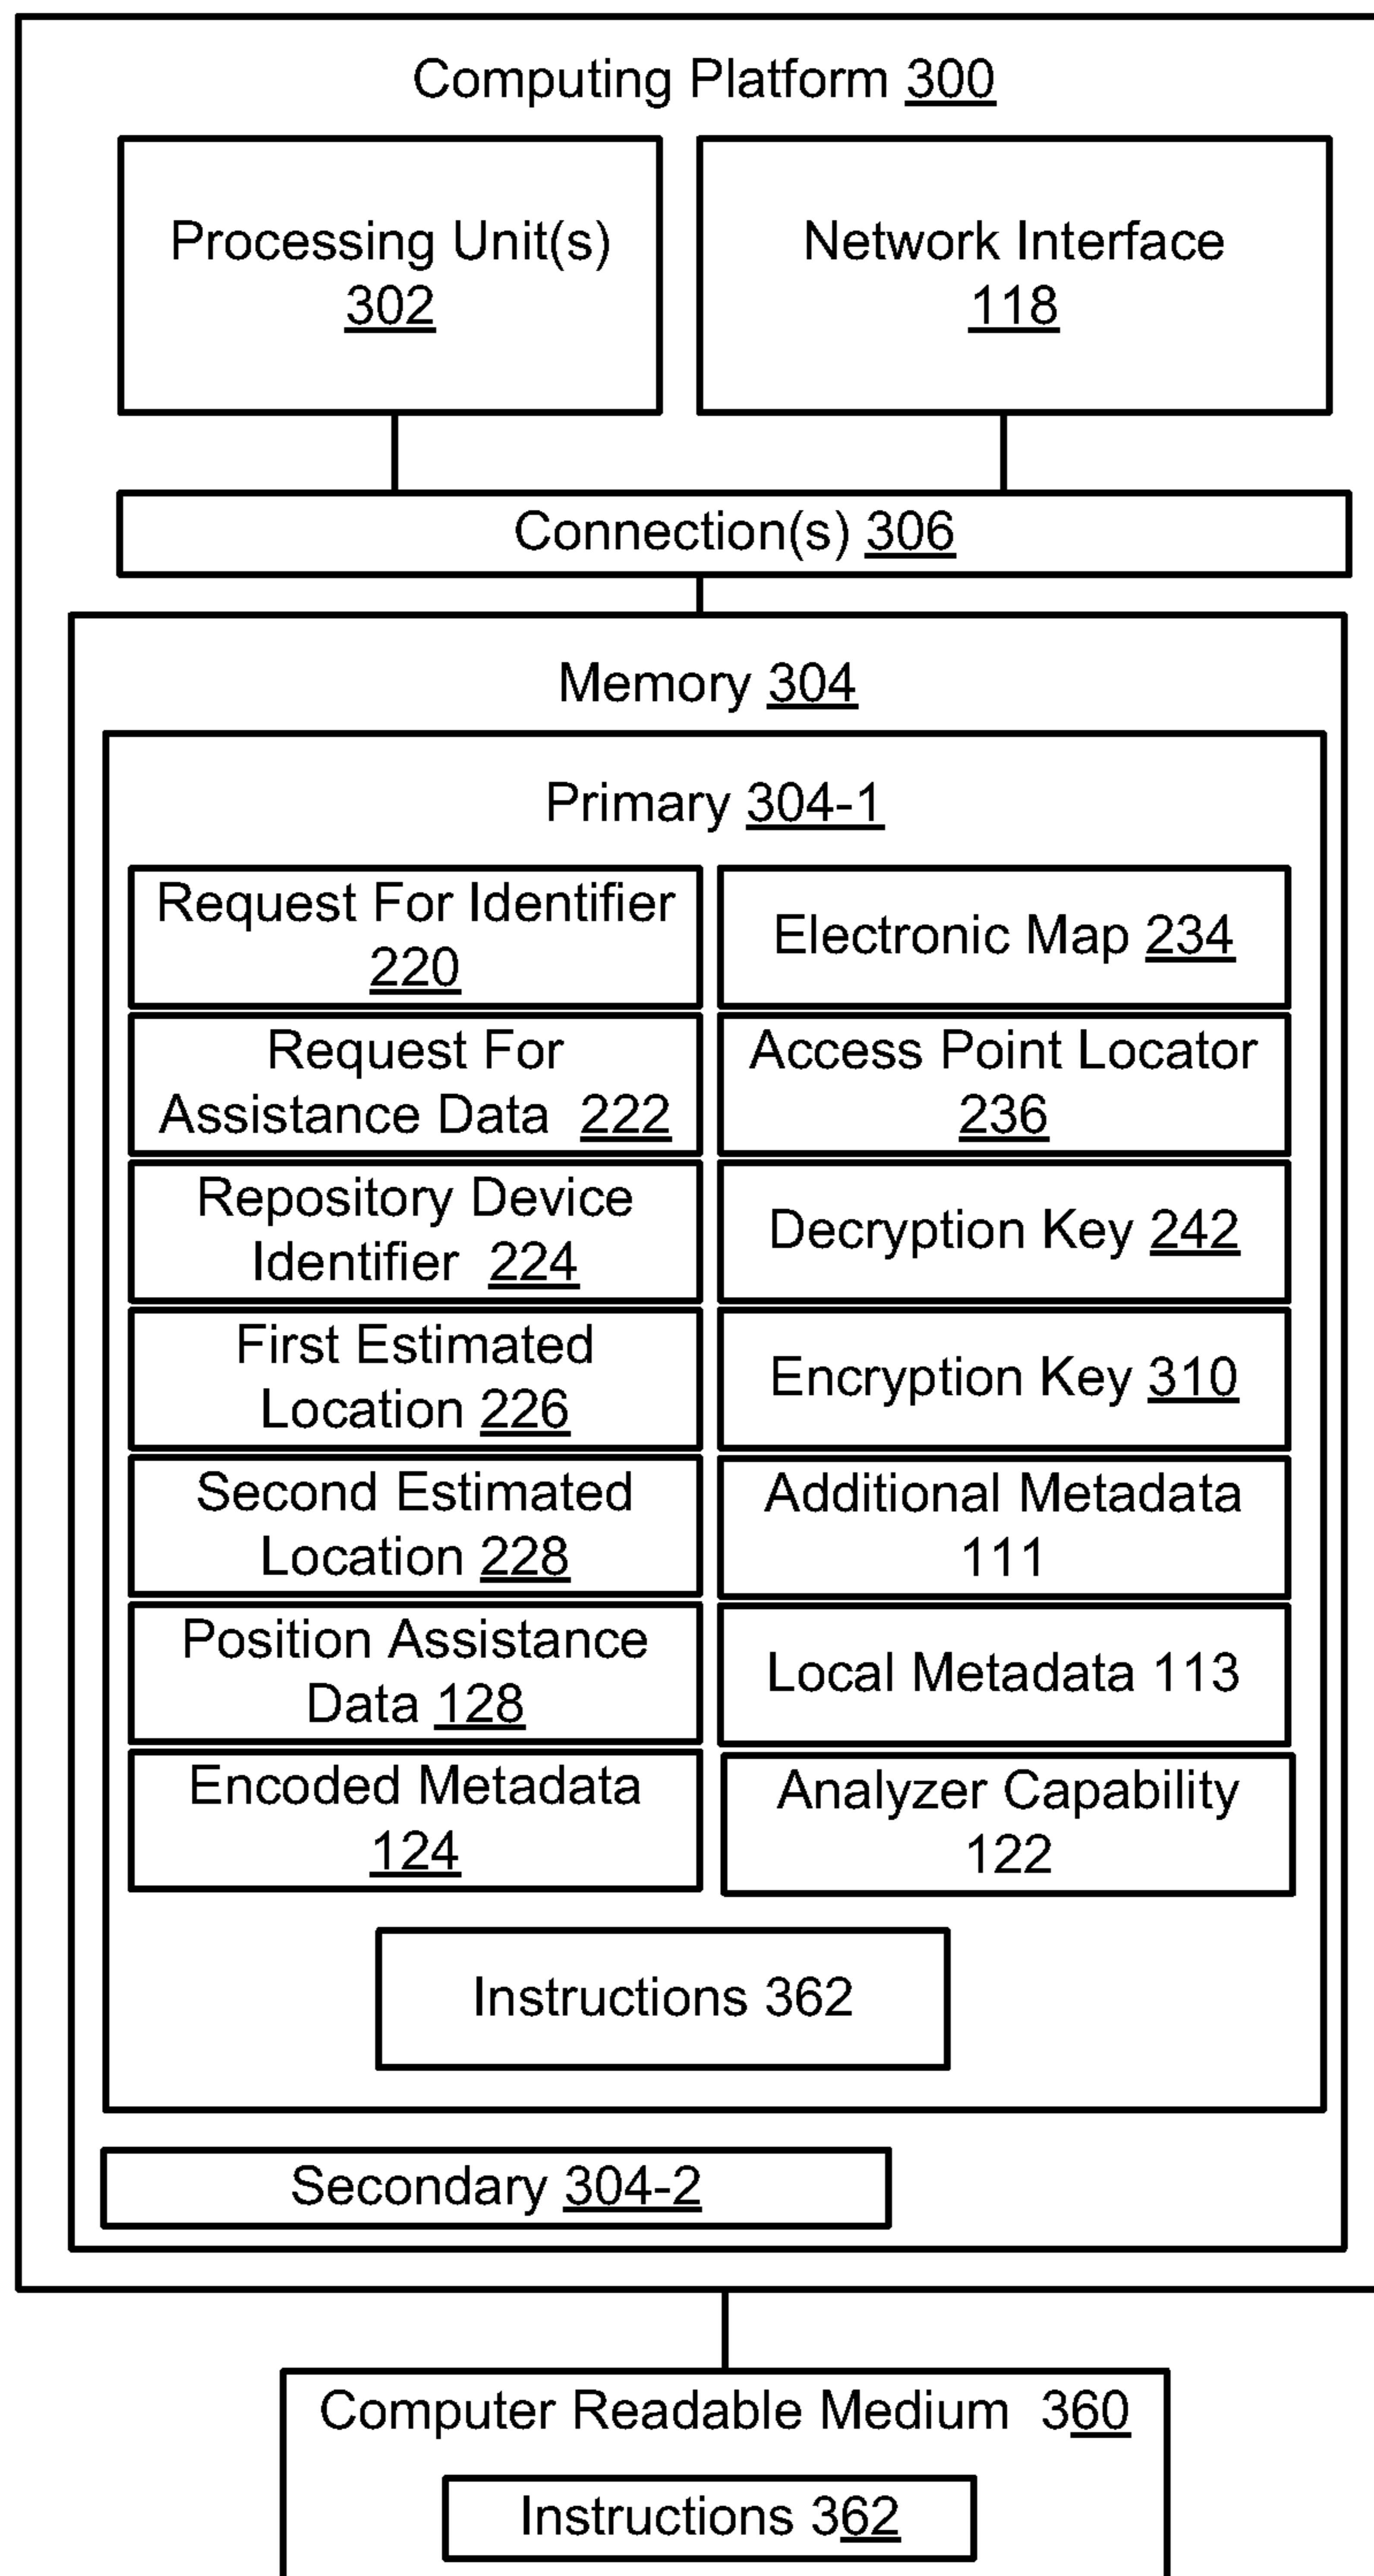 Computing Platform 300
Processing Unit(s)
302
Network Interface
118
Connection(s) 306
Memory 304
Primary 304-1
Request For Identifier
220
Electronic Map 234
Request For
Assistance Data 222
Access Point Locator
236
Repository Device
Identifier 224
Decryption Key 242
First Estimated
Location 226
Encryption Key 310
Second Estimated
Location 228
Additional Metadata
111
Position Assistance
Data 128
Local Metadata 113
Encoded Metadata
124
Analyzer Capability
122
Instructions 362
Secondary 304-2
Computer Readable Medium 360
Instructions 362